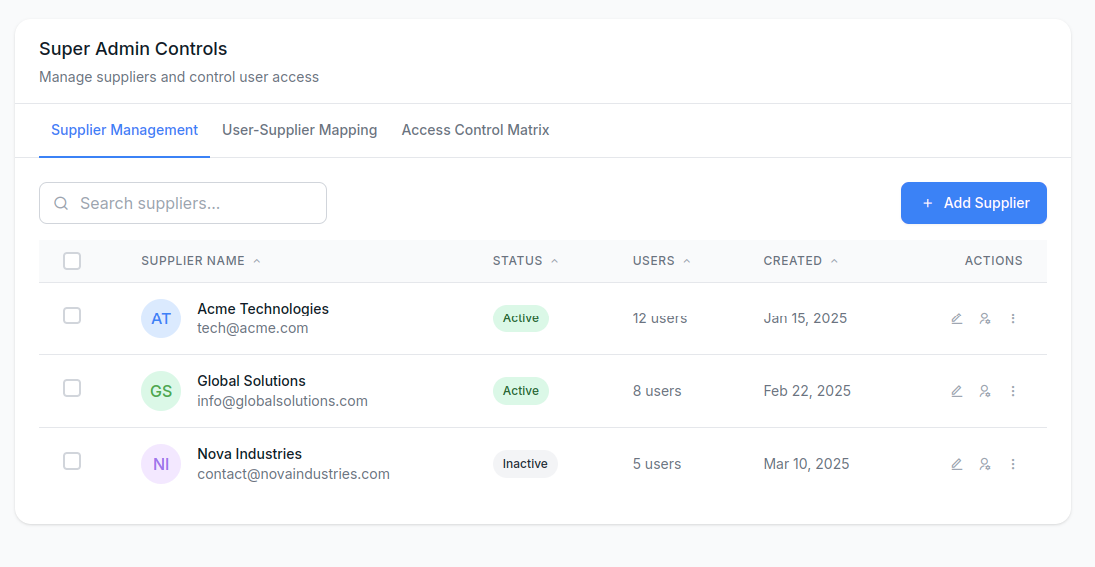 Super Admin Controls
Manage suppliers and control user access
Supplier Management User-Supplier Mapping Access Control Matrix
Search suppliers... + Add Supplier
SUPPLIER NAME STATUS USERS CREATED ACTIONS
AT Acme Technologies Active 12 users Jan 15, 2025
tech@acme.com
GS Global Solutions Active 8 users Feb 22, 2025
info@globalsolutions.com
NI Nova Industries Inactive 5 users Mar 10, 2025
contact@novaindustries.com